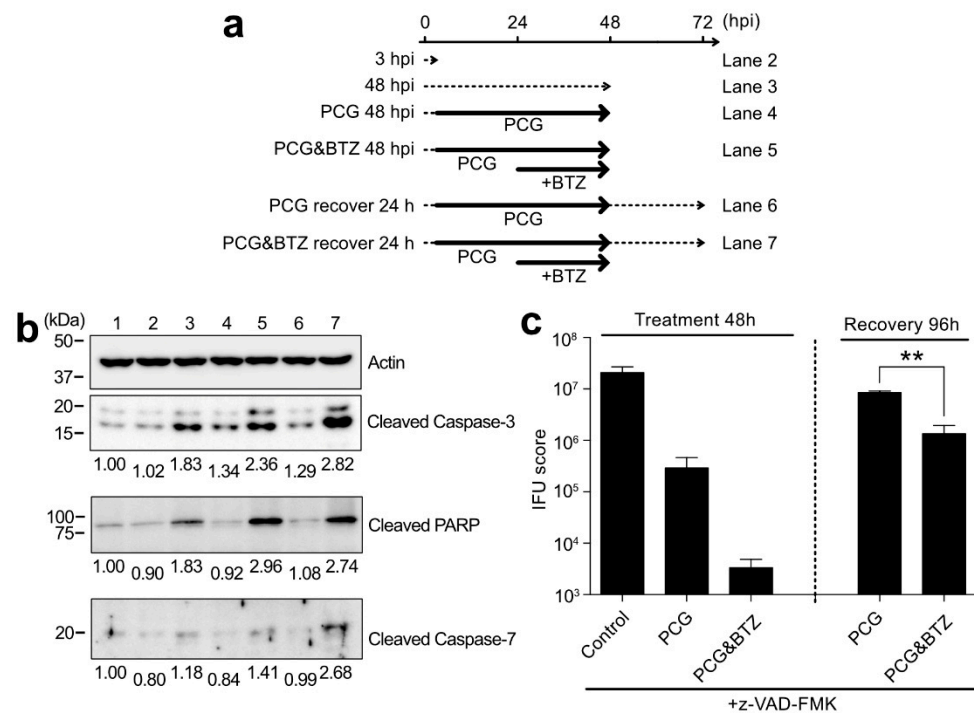 a
0 24 48 72 (hpi)
3 hpi Lane 2
48 hpi Lane 3
PCG 48 hpi Lane 4
PCG
PCG&BTZ 48 hpi Lane 5
PCG
+BTZ
PCG recover 24 h Lane 6
PCG
PCG&BTZ recover 24 h Lane 7
PCG
+BTZ
b
(kDa) 1 2 3 4 5 6 7
50
37
Actin
20
15
Cleaved Caspase-3
1.00 1.02 1.83 1.34 2.36 1.29 2.82
100
75
Cleaved PARP
1.00 0.90 1.83 0.92 2.96 1.08 2.74
20
Cleaved Caspase-7
1.00 0.80 1.18 0.84 1.41 0.99 2.68
c
Treatment 48h
Recovery 96h
**
IFU score
10⁸
10⁷
10⁶
10⁵
10⁴
10³
Control
PCG
PCG&BTZ
PCG
PCG&BTZ
+z-VAD-FMK